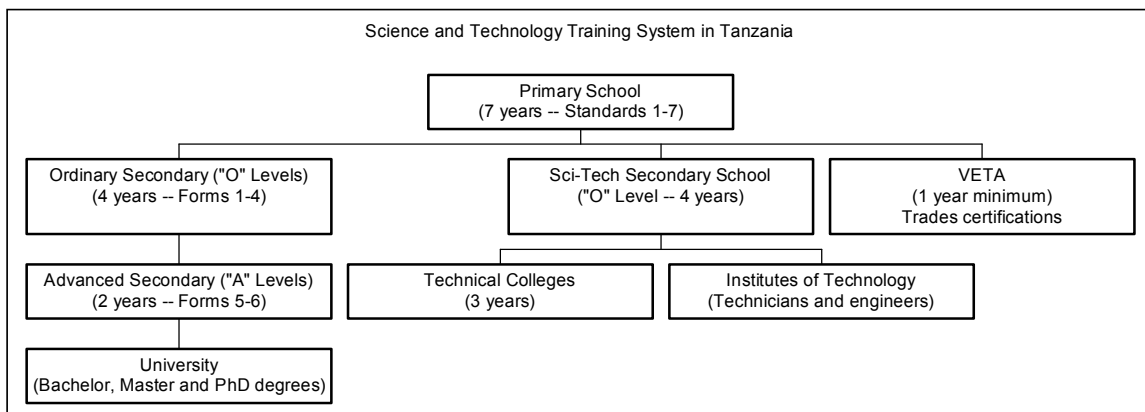 Science and Technology Training System in Tanzania
Primary School
(7 years -- Standards 1-7)
Ordinary Secondary ("O" Levels)
(4 years -- Forms 1-4)
Sci-Tech Secondary School
("O" Level -- 4 years)
VETA
(1 year minimum)
Trades certifications
Advanced Secondary ("A" Levels)
(2 years -- Forms 5-6)
Technical Colleges
(3 years)
Institutes of Technology
(Technicians and engineers)
University
(Bachelor, Master and PhD degrees)